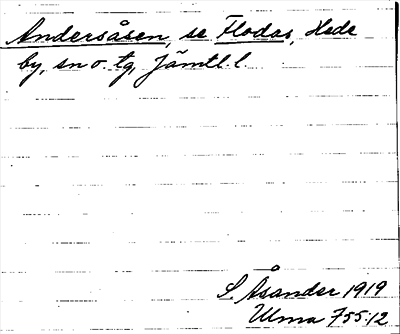 Andersåsen, se Flodas, Hede
by, sn o. tg, Jämtl. l.
S. Åsander 1919
Ulma 755:12